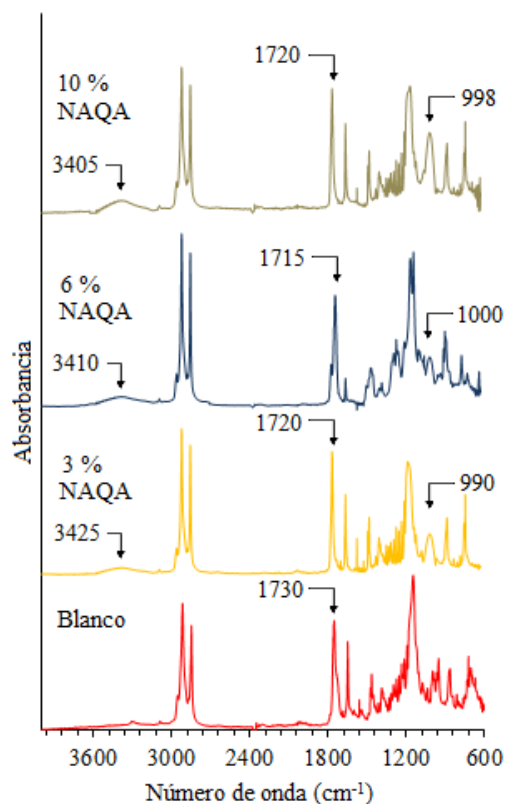 1720
10 %
NAQA
998
3405
1715
6 %
NAQA
1000
3410
1720
3 %
NAQA
990
3425
1730
Blanco
Absorbancia
3600 3000 2400 1800 1200 600
Número de onda (cm-1)